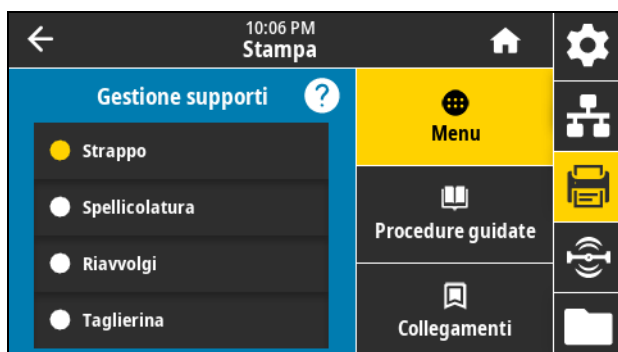 10:06 PM
Stampa
Gestione supporti ?
Strappo
Spellicolatura
Riavvolgi
Taglierina
Menu
Procedure guidate
Collegamenti